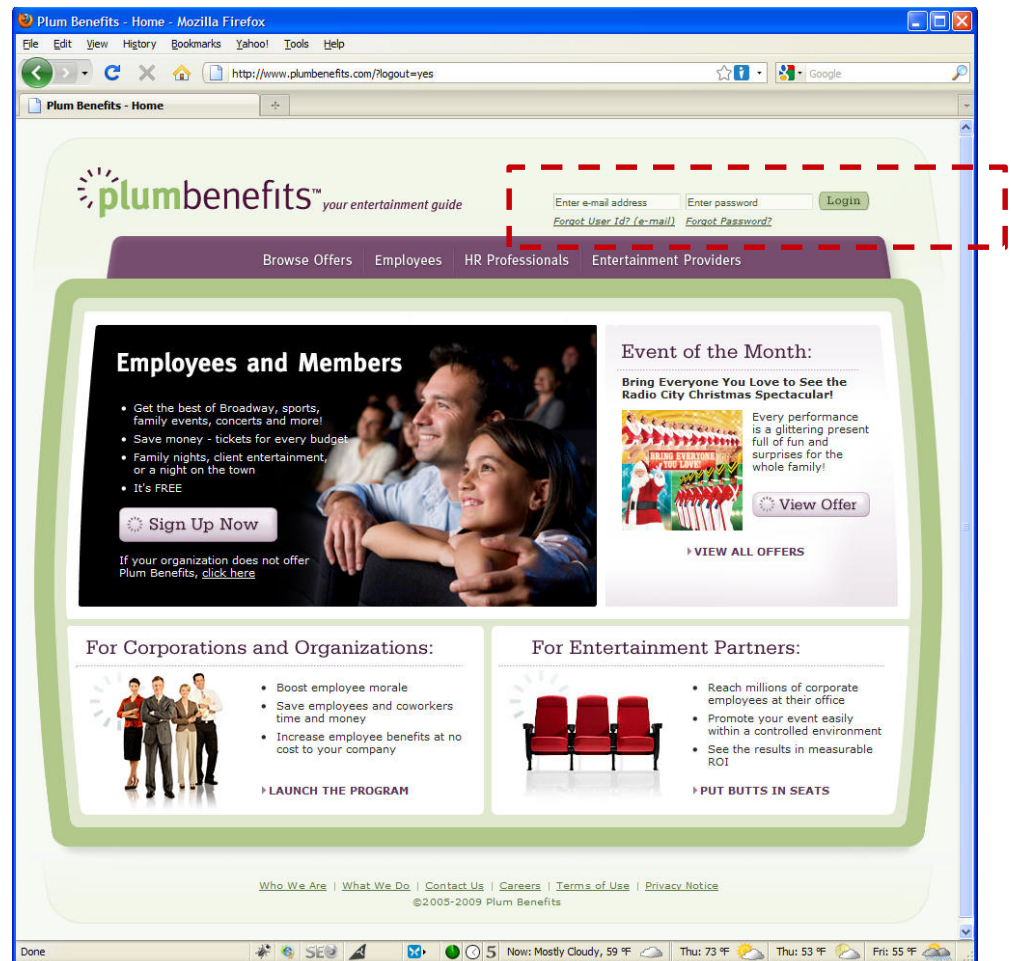 Plum Benefits - Home - Mozilla Firefox
File Edit View History Bookmarks Yahoo! Tools Help
http://www.plumbenefits.com/?logout=yes
Google
Plum Benefits - Home
plumbenefits™ your entertainment guide
Enter e-mail address Enter password Login
Forgot User Id? (e-mail) Forgot Password?
Browse Offers Employees HR Professionals Entertainment Providers
Employees and Members
• Get the best of Broadway, sports,
family events, concerts and more!
• Save money - tickets for every budget
• Family nights, client entertainment,
or a night on the town
• It's FREE
Sign Up Now
If your organization does not offer
Plum Benefits, click here
Event of the Month:
Bring Everyone You Love to See the
Radio City Christmas Spectacular!
BRING EVERYONE
YOU LOVE!
Every performance
is a glittering present
full of fun and
surprises for the
whole family!
View Offer
VIEW ALL OFFERS
For Corporations and Organizations:
• Boost employee morale
• Save employees and coworkers
time and money
• Increase employee benefits at no
cost to your company
LAUNCH THE PROGRAM
For Entertainment Partners:
• Reach millions of corporate
employees at their office
• Promote your event easily
within a controlled environment
• See the results in measurable
ROI
PUT BUTTS IN SEATS
Who We Are | What We Do | Contact Us | Careers | Terms of Use | Privacy Notice
©2005-2009 Plum Benefits
Done SEO 5 Now: Mostly Cloudy, 59 °F Thu: 73 °F Thu: 53 °F Fri: 55 °F